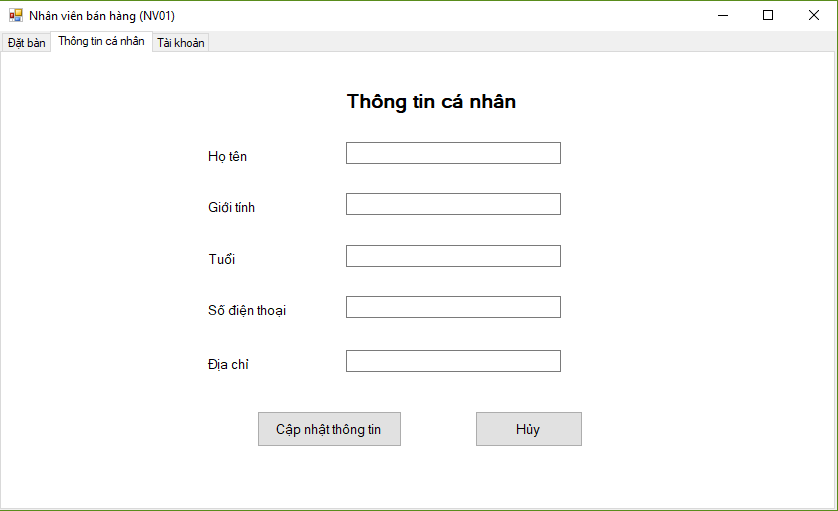 Nhân viên bán hàng (NV01)
Đặt bàn Thông tin cá nhân Tài khoản
Thông tin cá nhân
Họ tên
Giới tính
Tuổi
Số điện thoại
Địa chỉ
Cập nhật thông tin Hủy